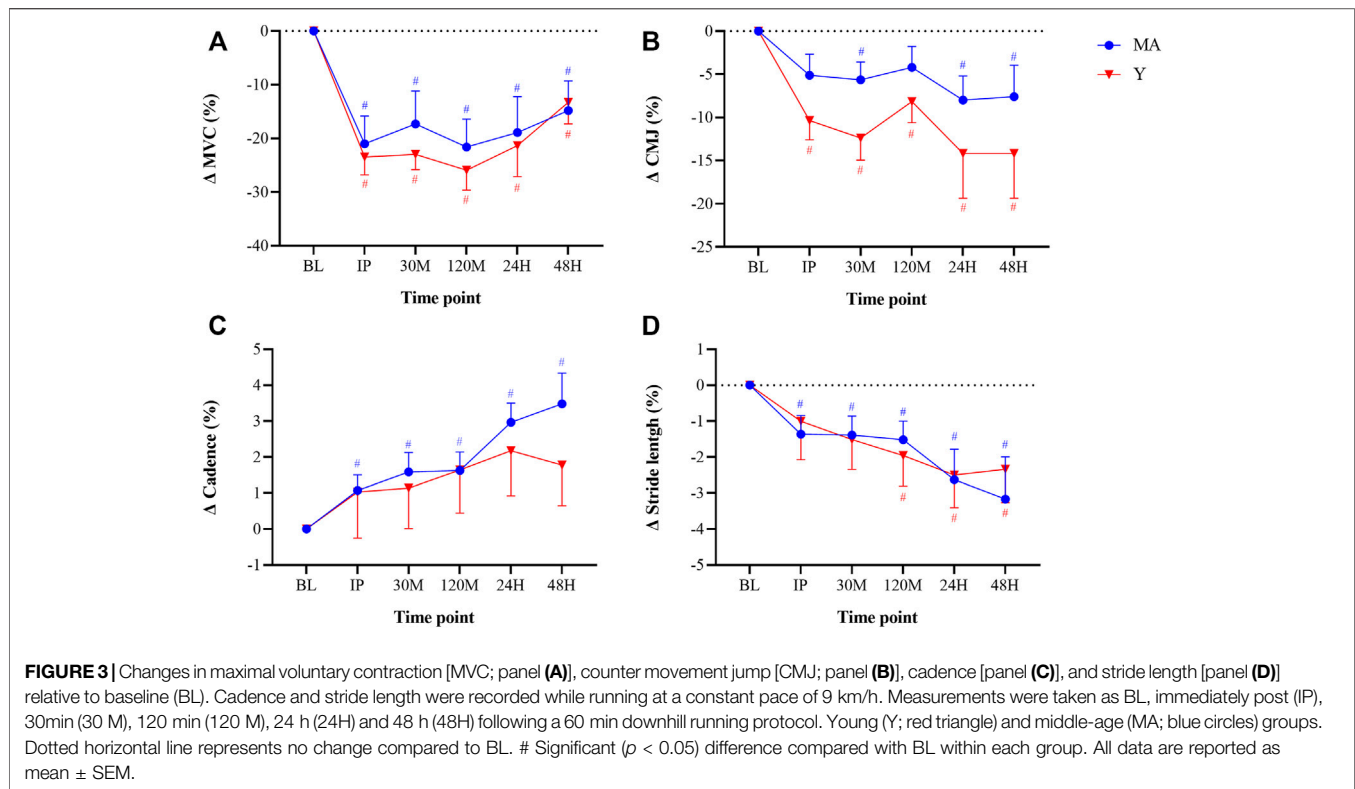 A
0
-10
-20
-30
-40
Δ MVC (%)
#
#
#
#
#
#
#
#
#
#
BL IP 30M 120M 24H 48H
Time point
B
0
-5
-10
-15
-20
-25
Δ CMJ (%)
#
#
#
#
#
#
#
#
BL IP 30M 120M 24H 48H
Time point
MA
Y
C
5
4
3
2
1
0
-1
Δ Cadence (%)
#
#
#
#
#
BL IP 30M 120M 24H 48H
Time point
D
1
0
-1
-2
-3
-4
-5
Δ Stride lentgh (%)
#
#
#
#
#
#
#
#
BL IP 30M 120M 24H 48H
Time point
FIGURE 3 | Changes in maximal voluntary contraction [MVC; panel (A)], counter movement jump [CMJ; panel (B)], cadence [panel (C)], and stride length [panel (D)]
relative to baseline (BL). Cadence and stride length were recorded while running at a constant pace of 9 km/h. Measurements were taken as BL, immediately post (IP),
30min (30 M), 120 min (120 M), 24 h (24H) and 48 h (48H) following a 60 min downhill running protocol. Young (Y; red triangle) and middle-age (MA; blue circles) groups.
Dotted horizontal line represents no change compared to BL. # Significant (p < 0.05) difference compared with BL within each group. All data are reported as
mean ± SEM.